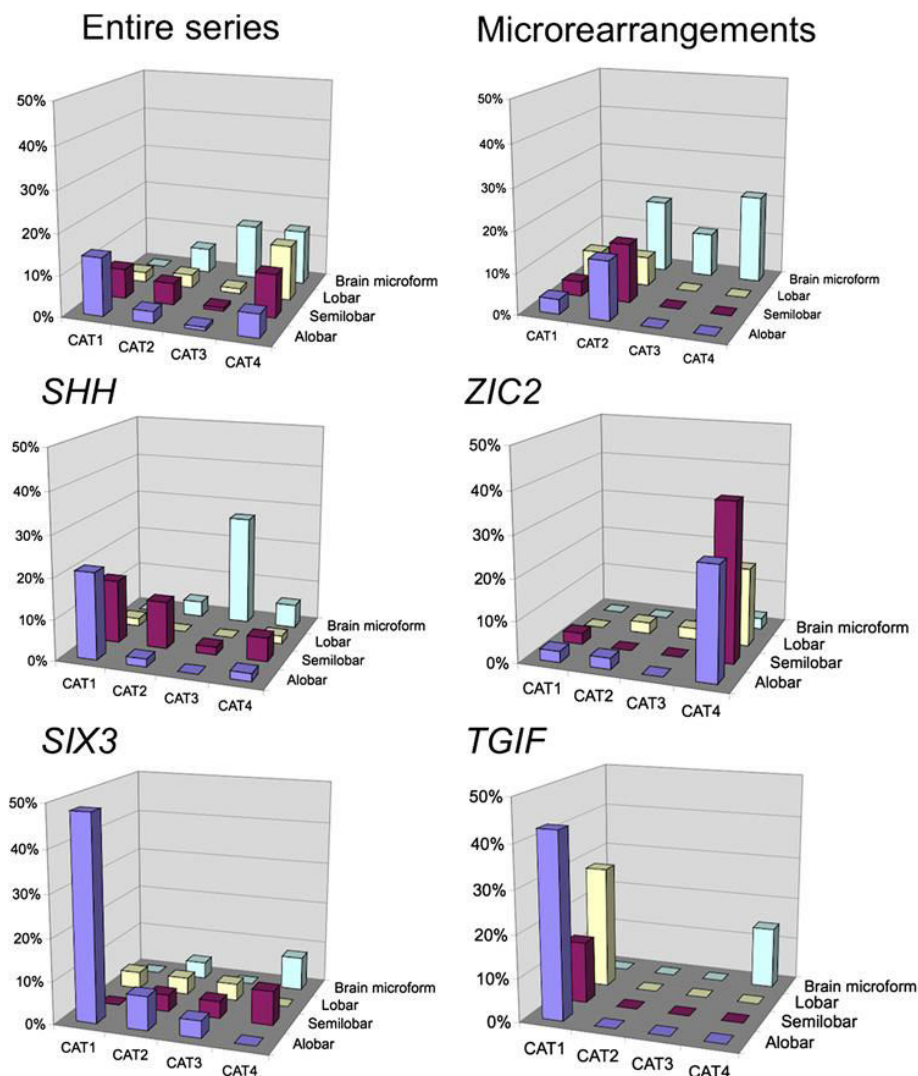 Entire series
50%
40%
30%
20%
10%
0%
CAT1
CAT2
CAT3
CAT4
Brain microform
Lobar
Semilobar
Alobar
Microrearrangements
50%
40%
30%
20%
10%
0%
CAT1
CAT2
CAT3
CAT4
Brain microform
Lobar
Semilobar
Alobar
SHH
50%
40%
30%
20%
10%
0%
CAT1
CAT2
CAT3
CAT4
Brain microform
Lobar
Semilobar
Alobar
ZIC2
50%
40%
30%
20%
10%
0%
CAT1
CAT2
CAT3
CAT4
Brain microform
Lobar
Semilobar
Alobar
SIX3
50%
40%
30%
20%
10%
0%
CAT1
CAT2
CAT3
CAT4
Brain microform
Lobar
Semilobar
Alobar
TGIF
50%
40%
30%
20%
10%
0%
CAT1
CAT2
CAT3
CAT4
Brain microform
Lobar
Semilobar
Alobar